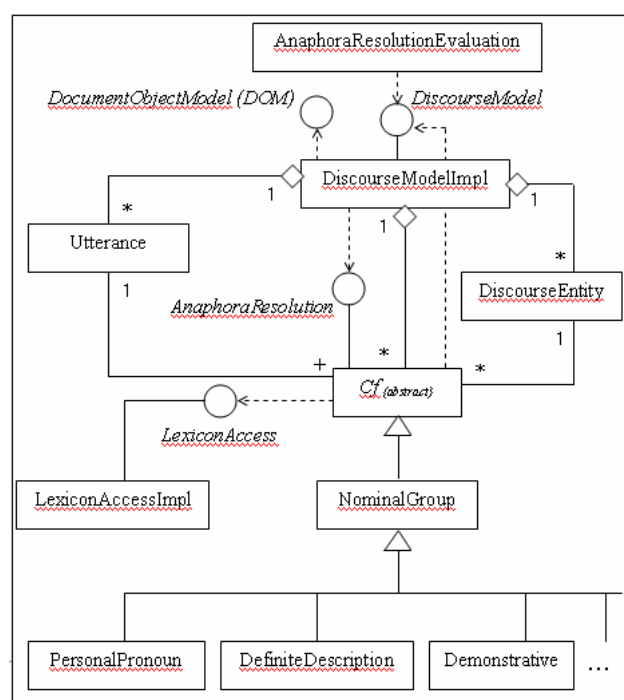 AnaphoraResolutionEvaluation
DocumentObjectModel (DOM)
DiscourseModel
DiscourseModelImpl
1
1
1
*
*
Utterance
DiscourseEntity
1
1
AnaphoraResolution
+
*
*
Cf {abstract}
LexiconAccess
LexiconAccessImpl
NominalGroup
PersonalPronoun
DefiniteDescription
Demonstrative
...